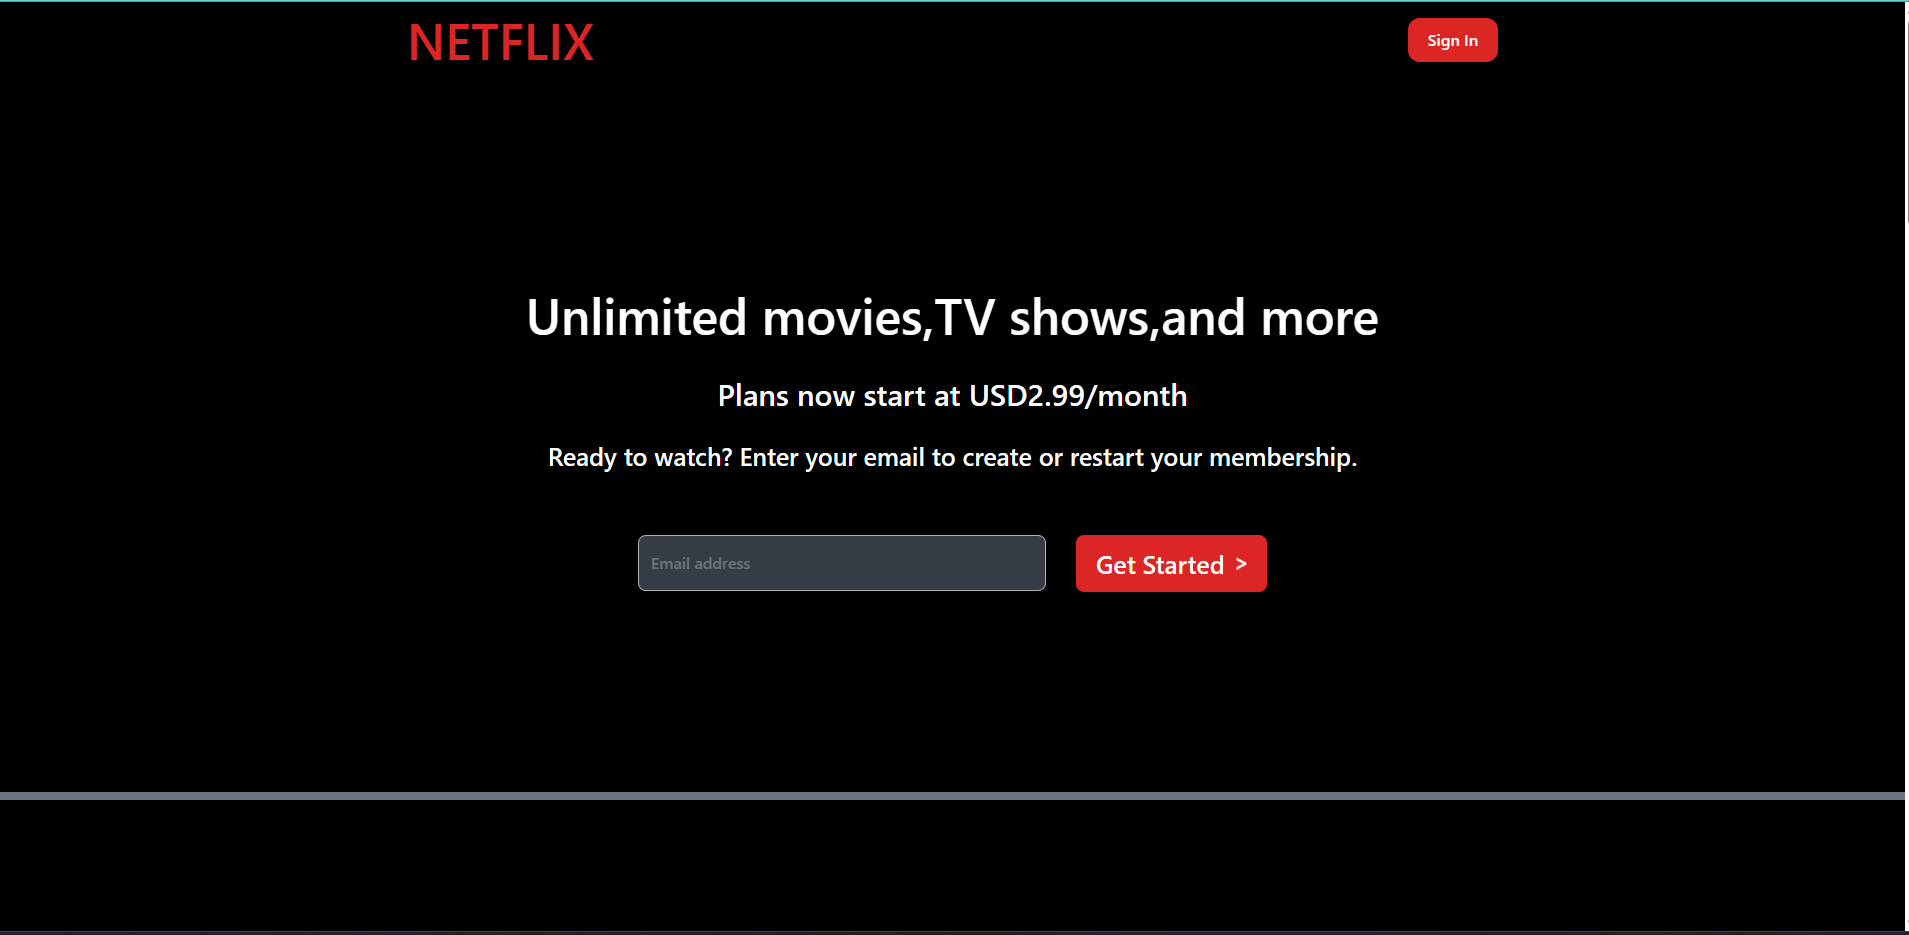 NETFLIX
Sign In
Unlimited movies,TV shows,and more
Plans now start at USD2.99/month
Ready to watch? Enter your email to create or restart your membership.
Email address
Get Started >